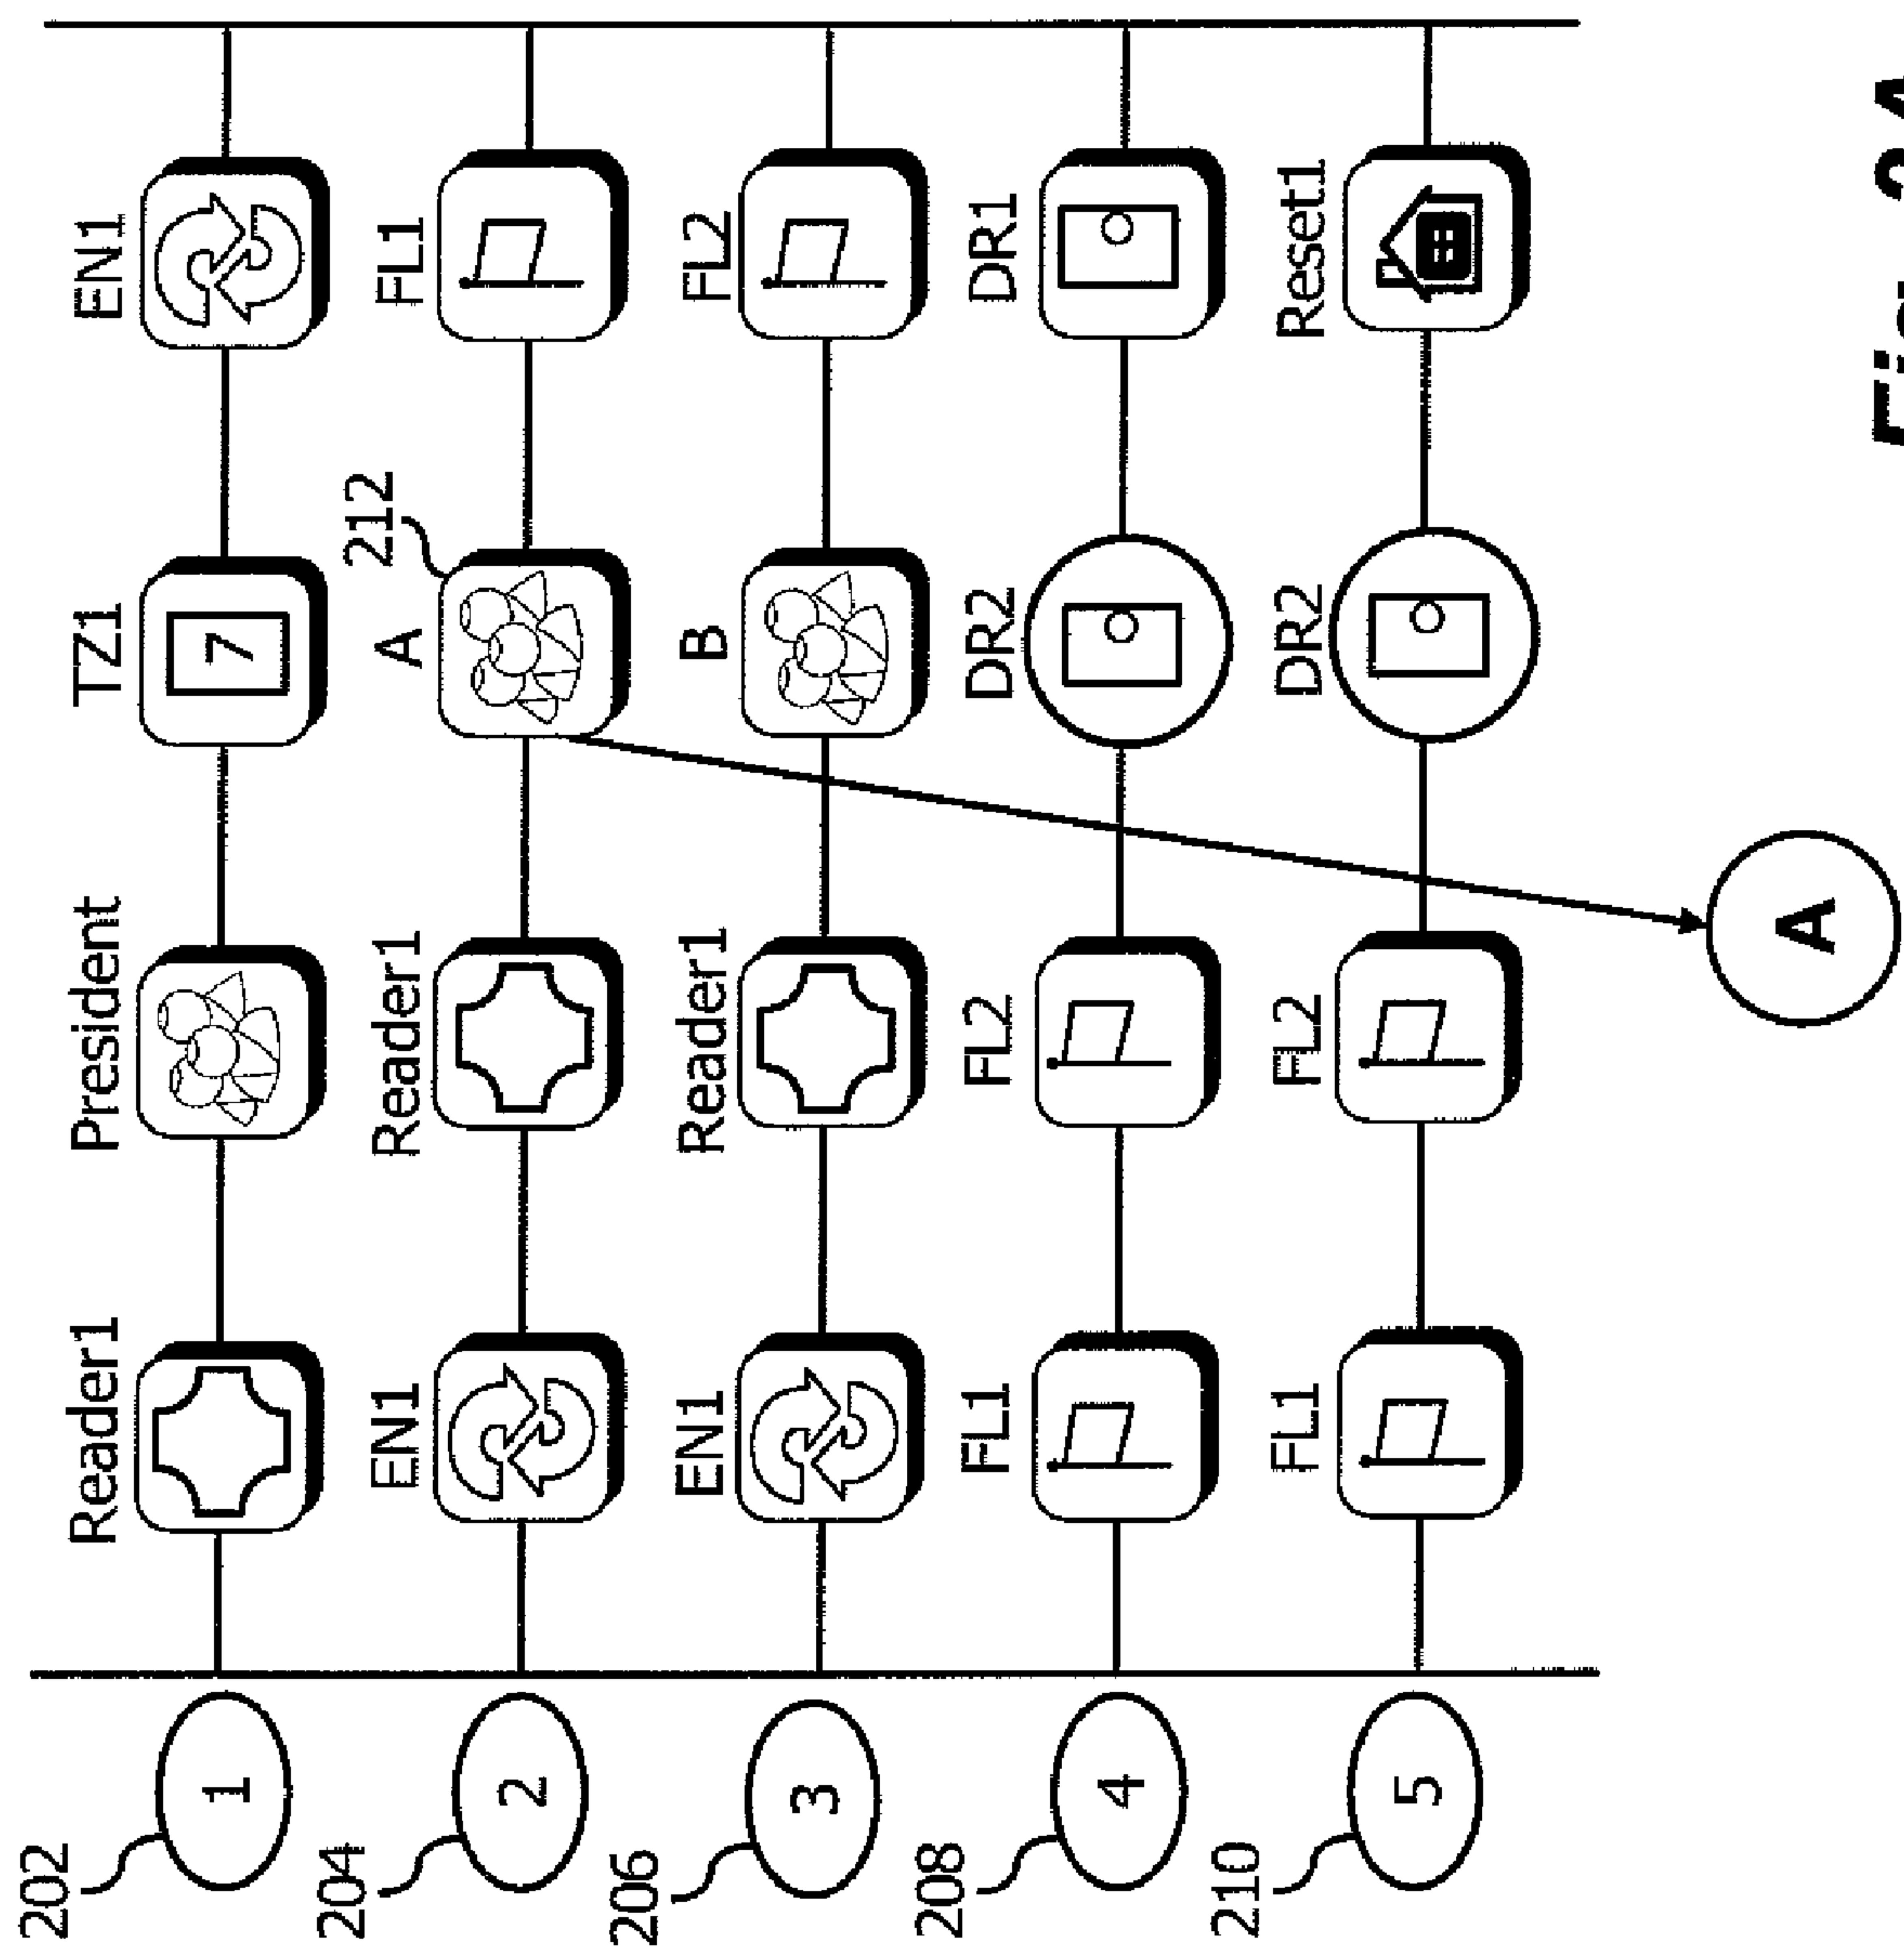 202
1
Reader1
President
TZ1
7
EN1
204
2
EN1
Reader1
A
212
FL1
206
3
EN1
Reader1
B
FL2
208
4
FL1
FL2
DR2
DR1
210
5
FL1
FL2
DR2
Reset1
A